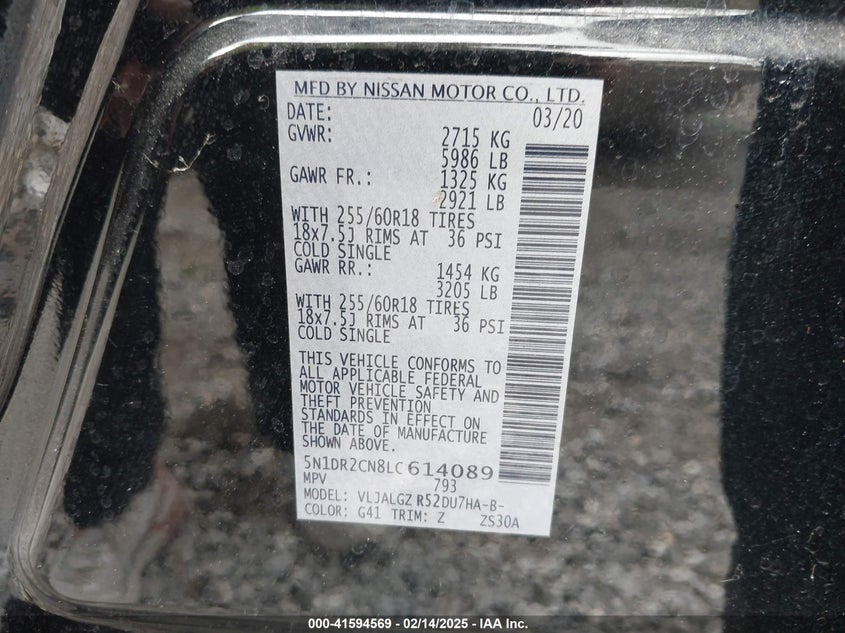 MFD BY NISSAN MOTOR CO., LTD.
DATE: 03/20
GVWR: 2715 KG
5986 LB
GAWR FR.: 1325 KG
2921 LB
WITH 255/60R18 TIRES
18x7.5J RIMS AT 36 PSI
COLD SINGLE
GAWR RR.: 1454 KG
3205 LB
WITH 255/60R18 TIRES
18x7.5J RIMS AT 36 PSI
COLD SINGLE
THIS VEHICLE CONFORMS TO
ALL APPLICABLE FEDERAL
MOTOR VEHICLE SAFETY AND
THEFT PREVENTION
STANDARDS IN EFFECT ON
THE DATE OF MANUFACTURE
SHOWN ABOVE.
5N1DR2CN8LC614089
MPV 793
MODEL: VLJALGZ R52DU7HA-B-
COLOR: G41 TRIM: Z ZS30A
000-41594569 - 02/14/2025 - IAA Inc.